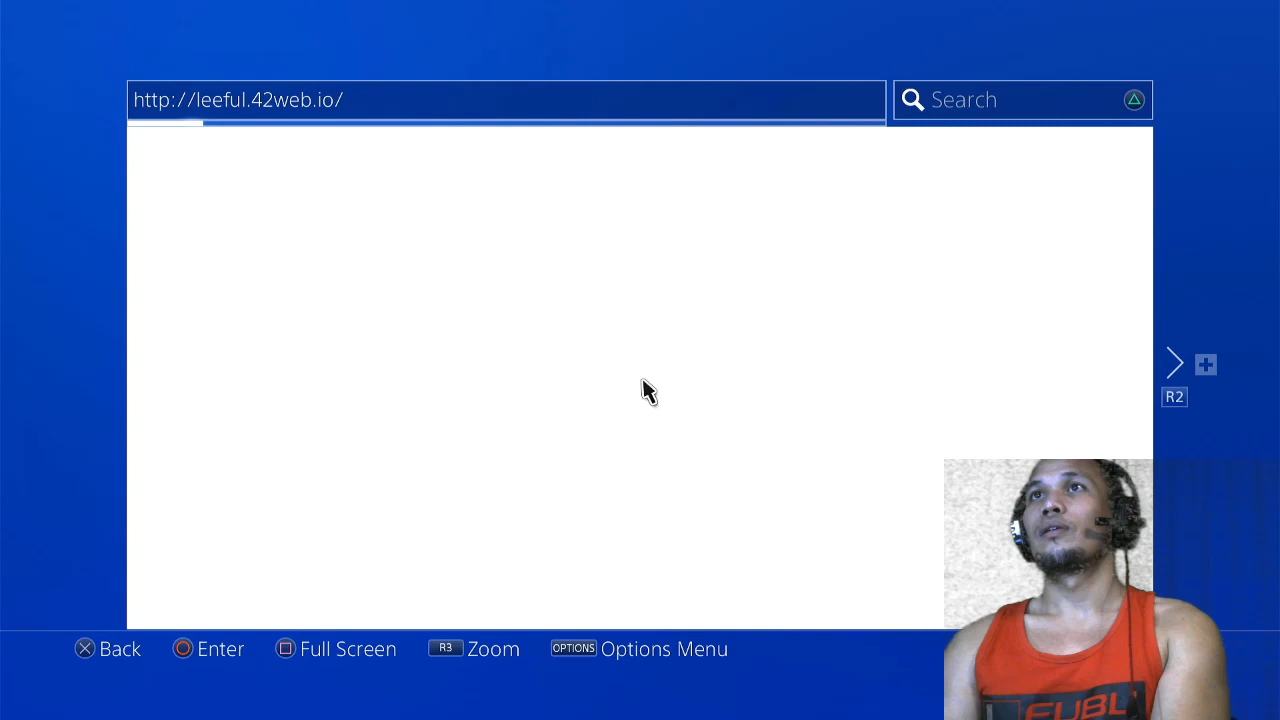 http://leeful.42web.io/
Search
R2
Back
Enter
Full Screen
R3 Zoom
OPTIONS Options Menu